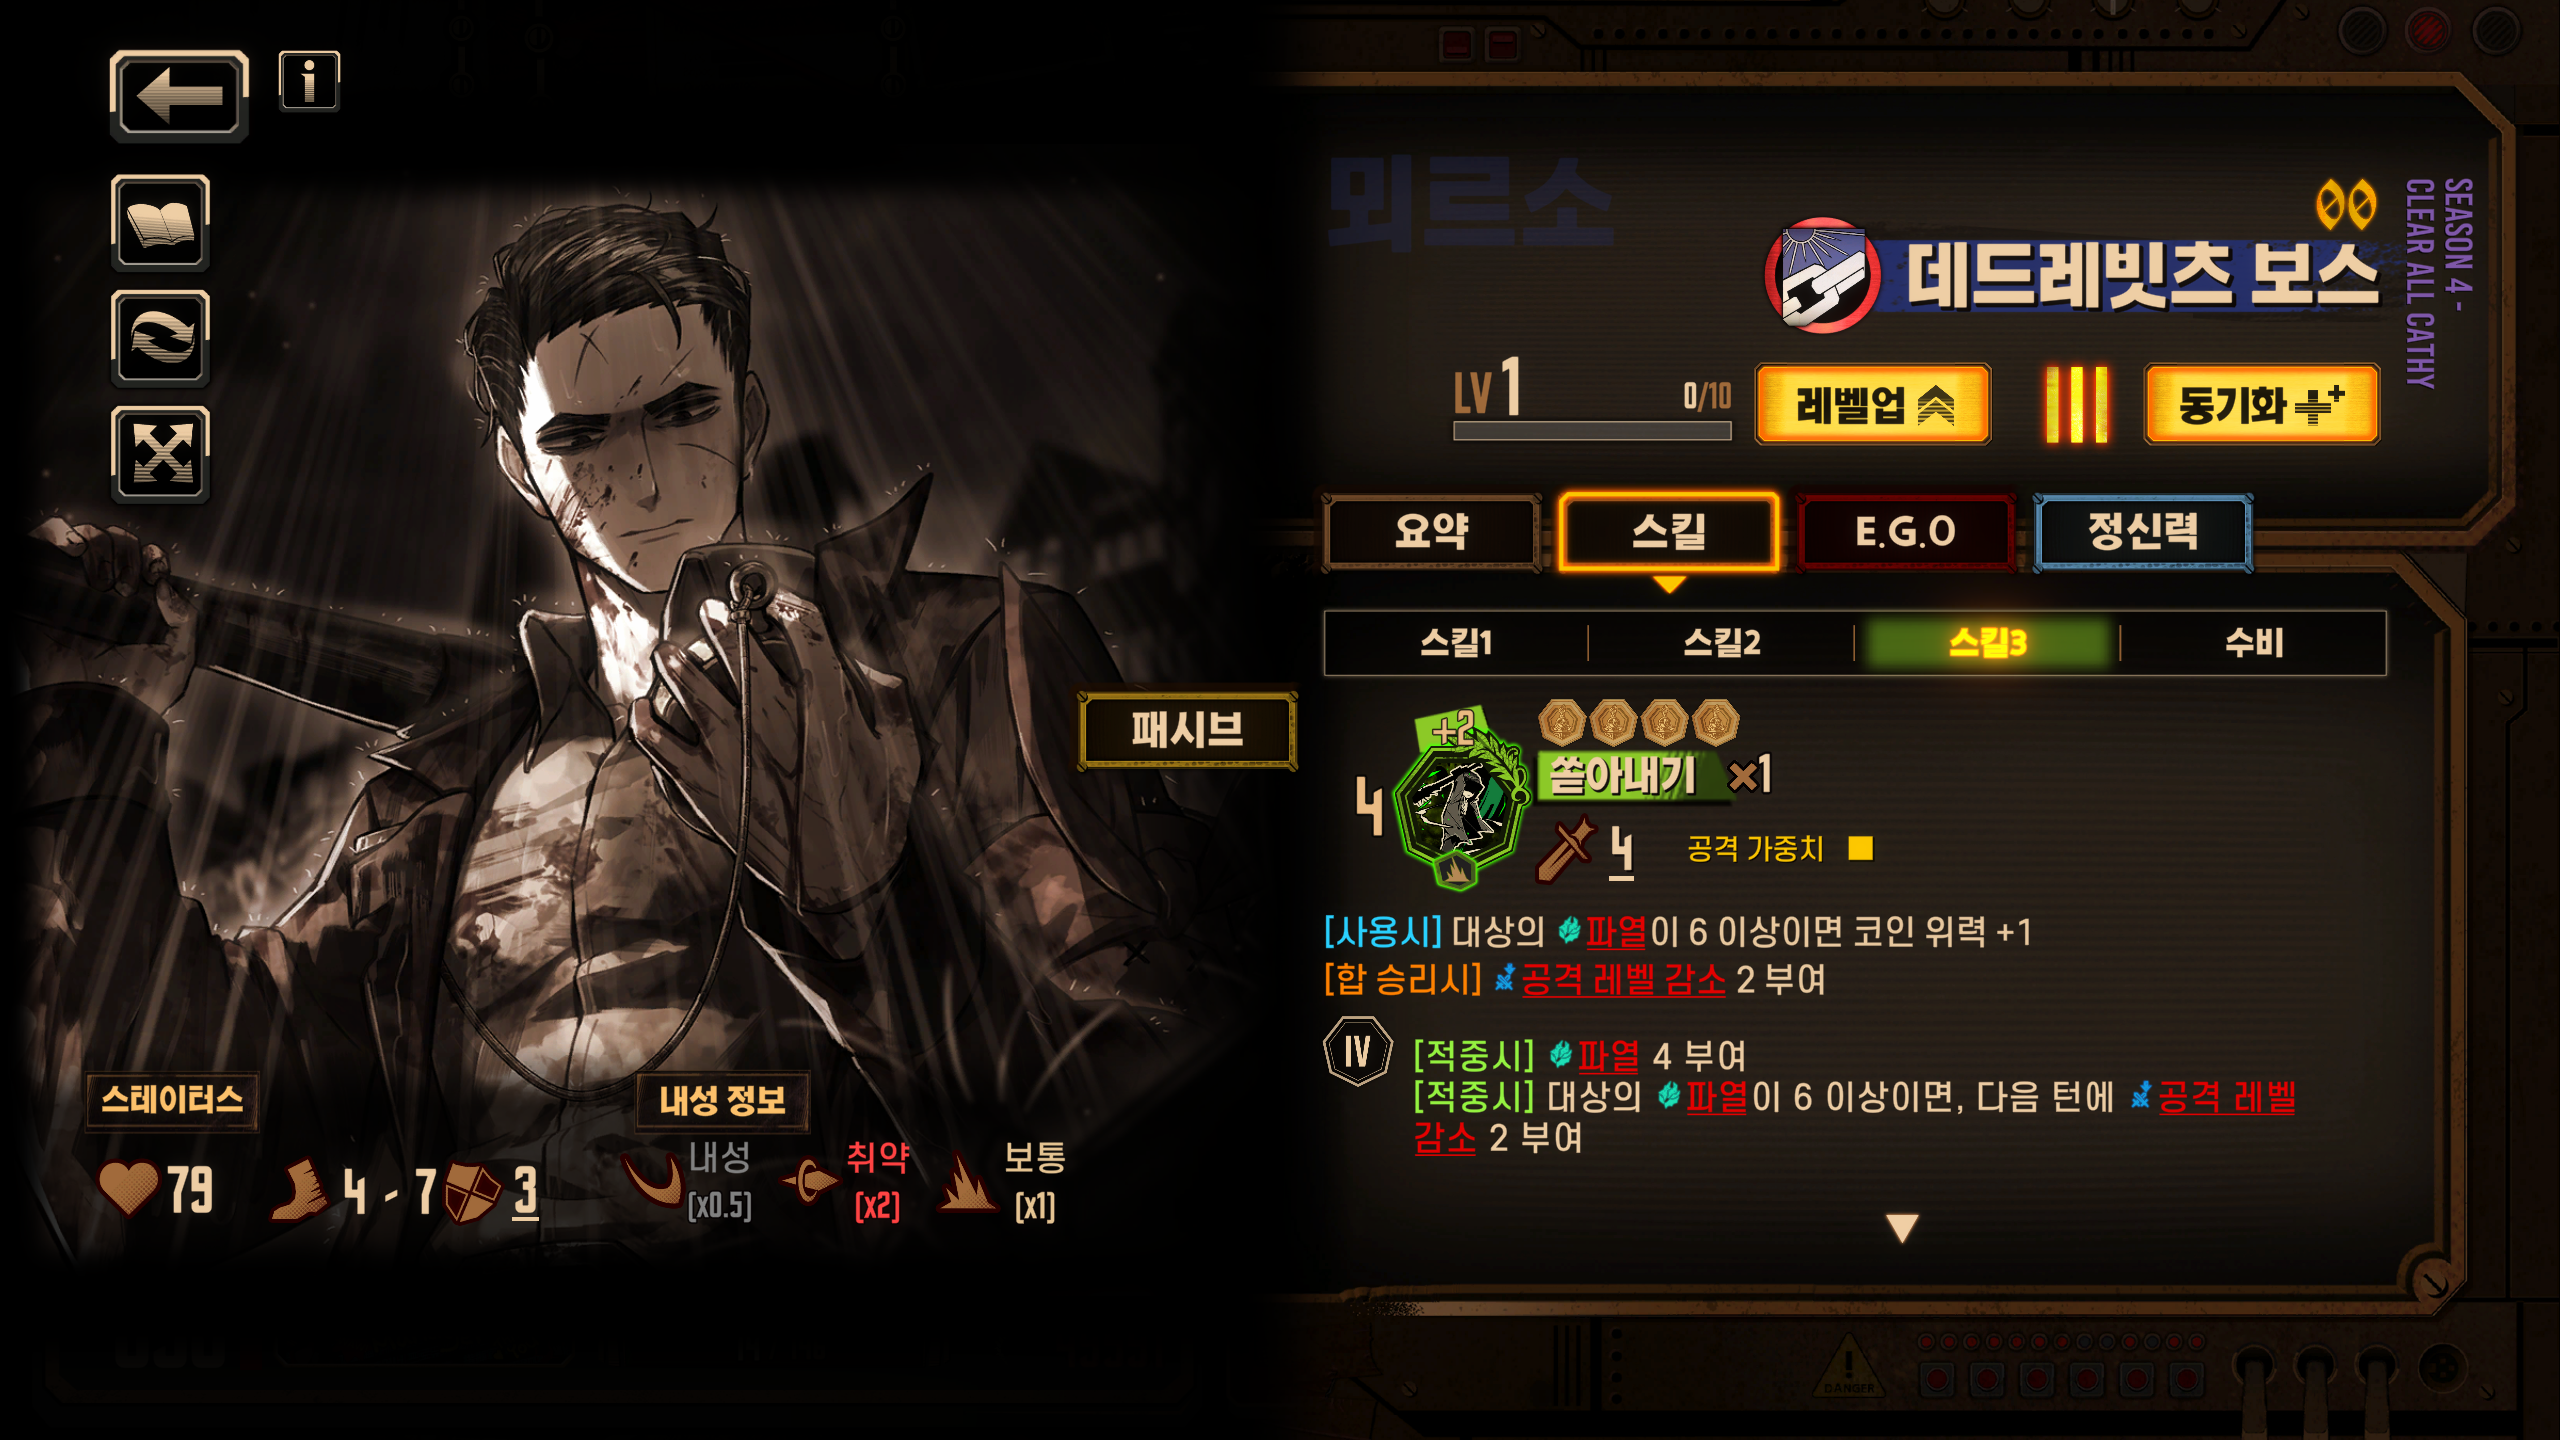 뫼르소
데드레빗츠 보스
SEASON 4 -
CLEAR ALL CATHY
LV 1
0/10
레벨업
동기화
요약
스킬
E.G.O
정신력
스킬1
스킬2
스킬3
수비
패시브
+2
4
쏟아내기 ×1
4
공격 가중치
[사용시] 대상의 파열이 6 이상이면 코인 위력 +1
[합 승리시] 공격 레벨 감소 2 부여
IV
[적중시] 파열 4 부여
[적중시] 대상의 파열이 6 이상이면, 다음 턴에 공격 레벨
감소 2 부여
스테이터스
79
4 - 7
3
내성 정보
내성
[x0.5]
취약
[x2]
보통
[x1]
DANGER